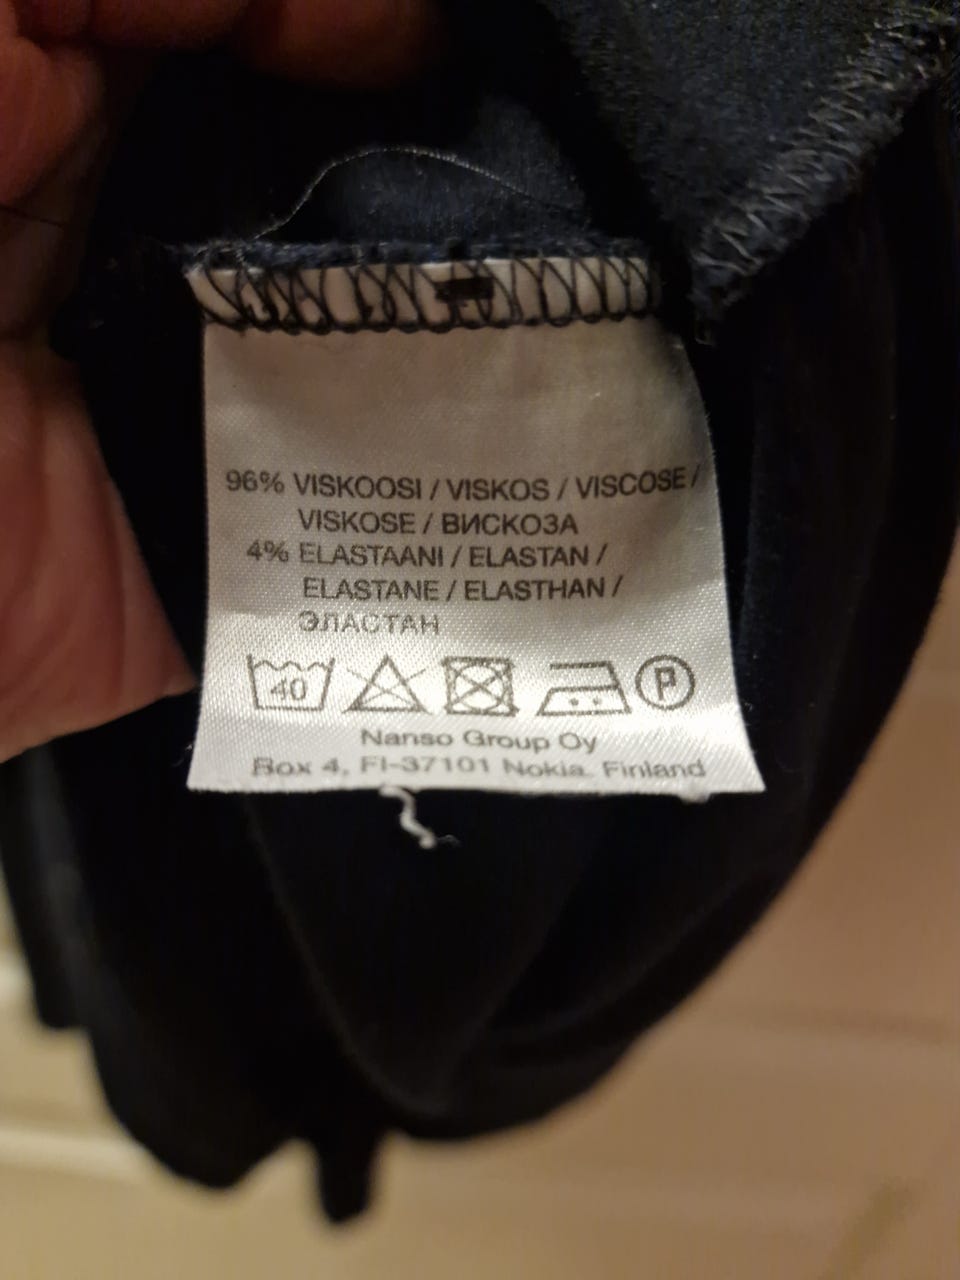 96% VISKOOSI / VISKOS / VISCOSE /
VISKOSE / ВИСКОЗА
4% ELASTAANI / ELASTAN /
ELASTANE / ELASTHAN /
ЭЛАСТАН
40 P
Nanso Group Oy
Box 4, FI-37101 Nokia. Finland